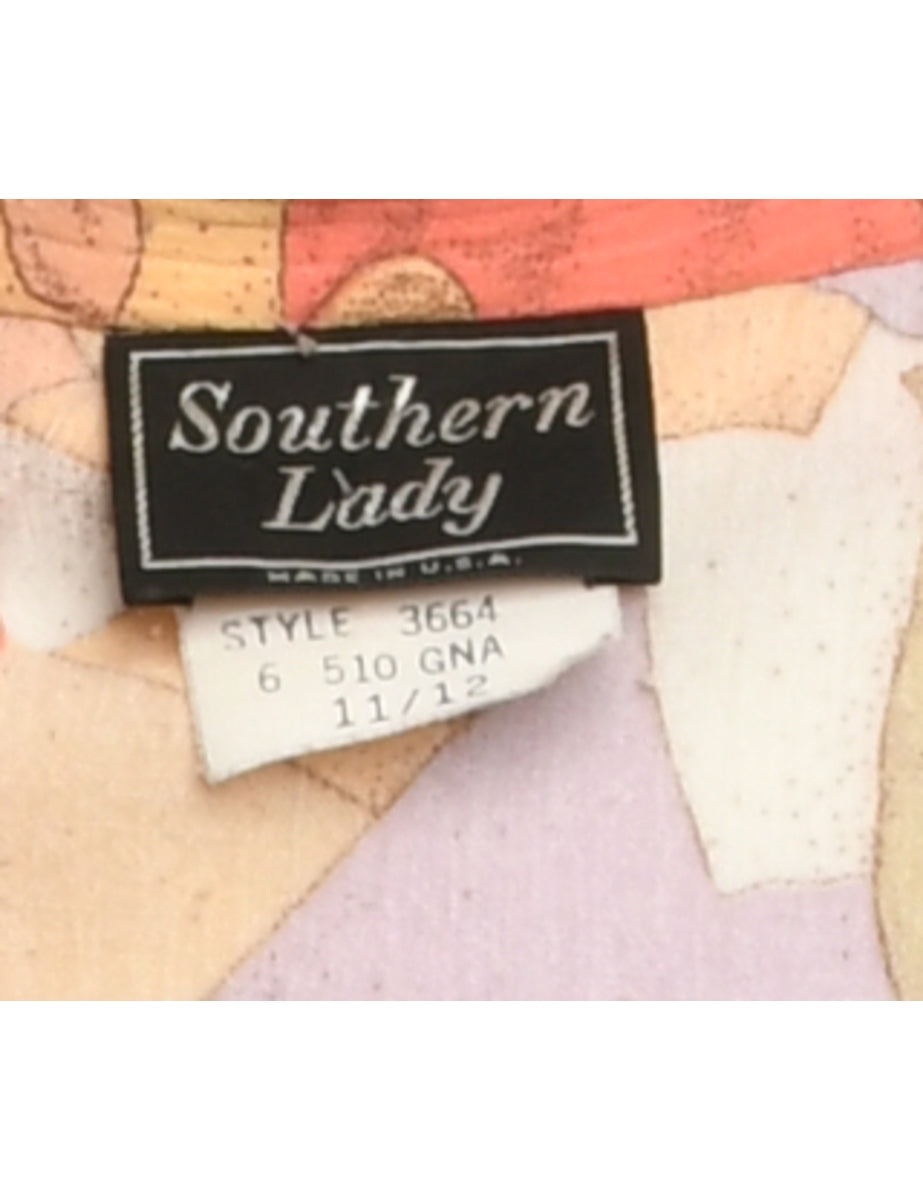 Southern
Lady
MADE IN U.S.A.
STYLE 3664
6 510 GNA
11/12